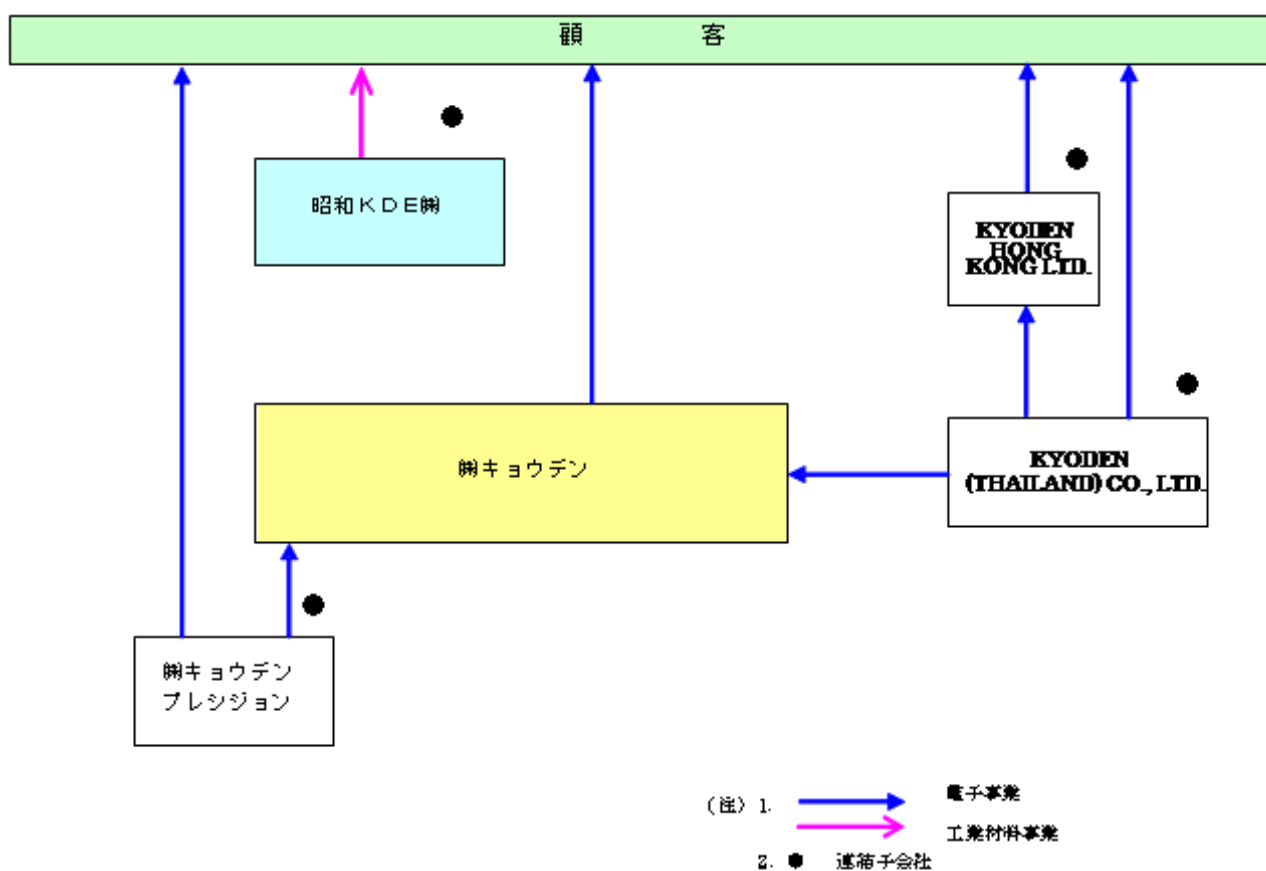 顧 客
昭和ＫＤＥ㈱
KYODEN
HONG
KONG LTD.
㈱キョウデン
KYODEN
(THAILAND) CO., LTD.
㈱キョウデン
プレシジョン
(注) 1. 電子事業
工業材料事業
2. ● 連結子会社